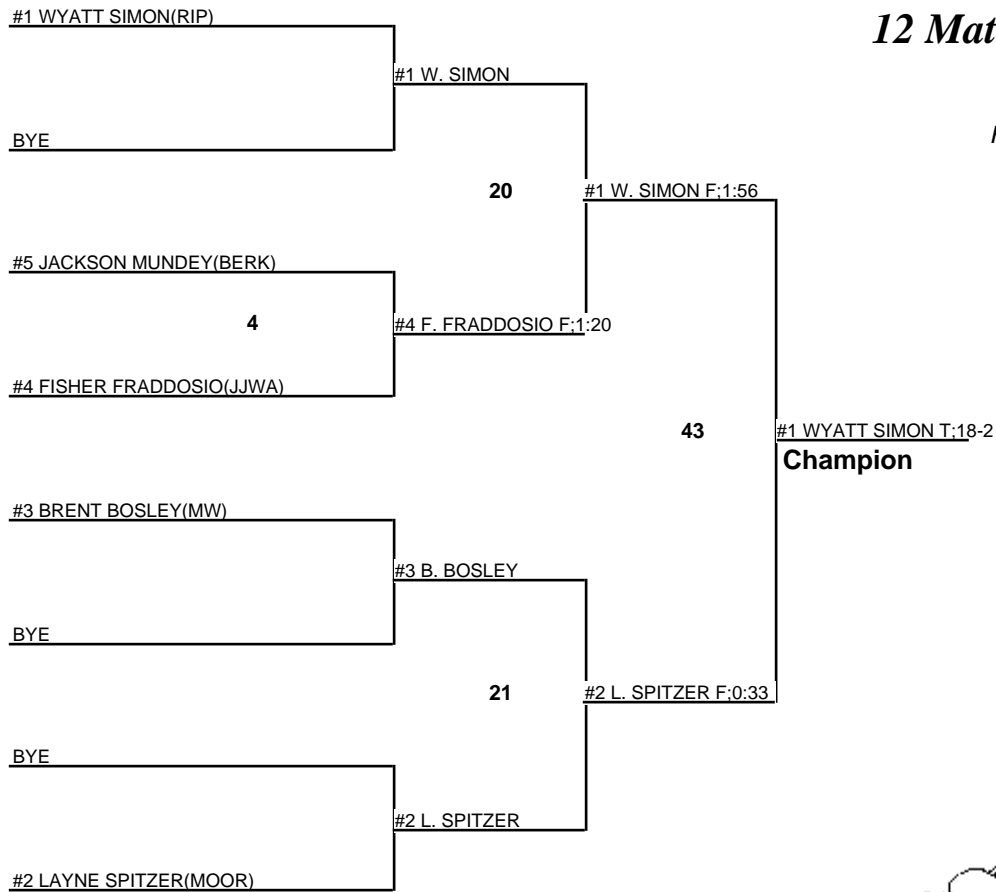 #1 WYATT SIMON(RIP)
12 Mat
#1 W. SIMON
BYE
20
#1 W. SIMON F;1:56
#5 JACKSON MUNDEY(BERK)
4
#4 F. FRADDOSIO F;1:20
#4 FISHER FRADDOSIO(JJWA)
43
#1 WYATT SIMON T;18-2
Champion
#3 BRENT BOSLEY(MW)
#3 B. BOSLEY
BYE
21
#2 L. SPITZER F;0:33
BYE
#2 L. SPITZER
#2 LAYNE SPITZER(MOOR)